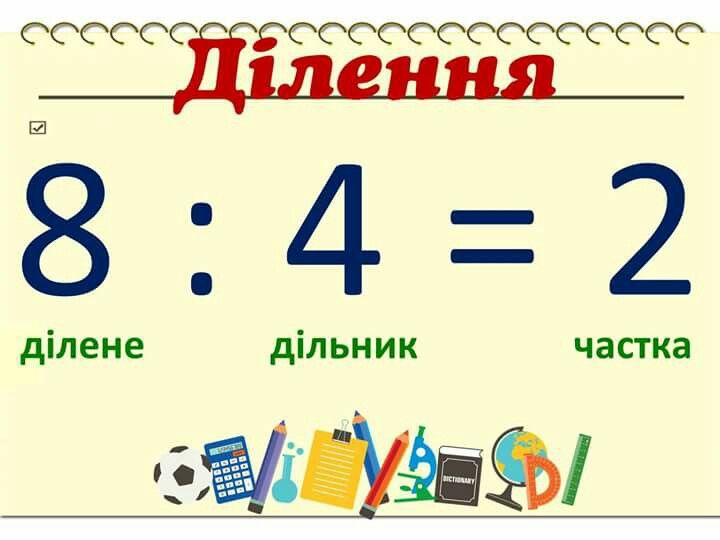 Ділення
8 : 4 = 2
ділене дільник частка
DICTIONARY